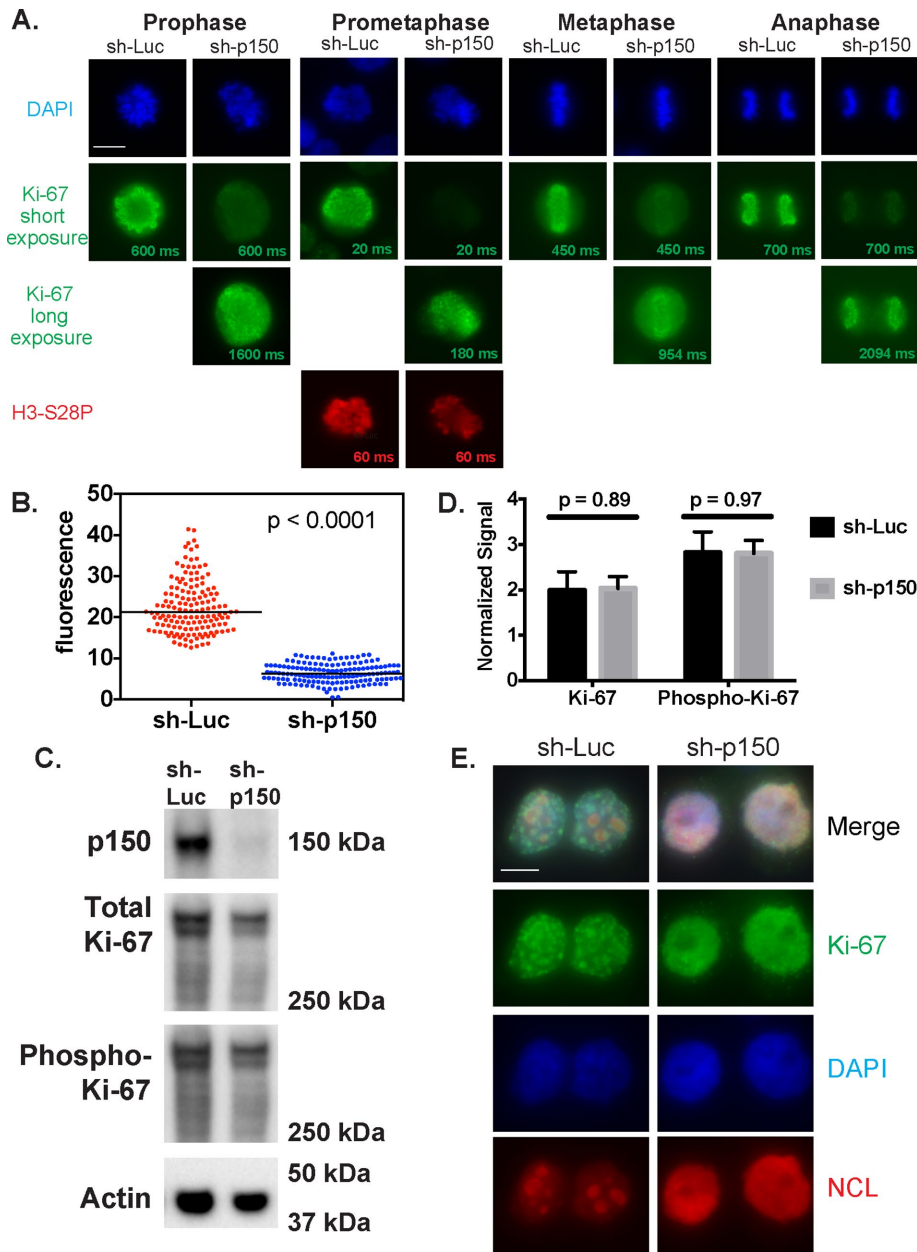 A.
Prophase Prometaphase Metaphase Anaphase
sh-Luc sh-p150 sh-Luc sh-p150 sh-Luc sh-p150 sh-Luc sh-p150
DAPI
Ki-67
short
exposure
600 ms 600 ms 20 ms 20 ms 450 ms 450 ms 700 ms 700 ms
Ki-67
long
exposure
1600 ms 180 ms 954 ms 2094 ms
H3-S28P
60 ms 60 ms
B.
fluorescence
50
40
30
20
10
0
p < 0.0001
sh-Luc sh-p150
D.
Normalized Signal
4
3
2
1
0
p = 0.89 p = 0.97
sh-Luc
sh-p150
Ki-67 Phospho-Ki-67
C.
sh-
Luc
sh-
p150
p150
150 kDa
Total
Ki-67
250 kDa
Phospho-
Ki-67
250 kDa
Actin
50 kDa
37 kDa
E.
sh-Luc sh-p150
Merge
Ki-67
DAPI
NCL